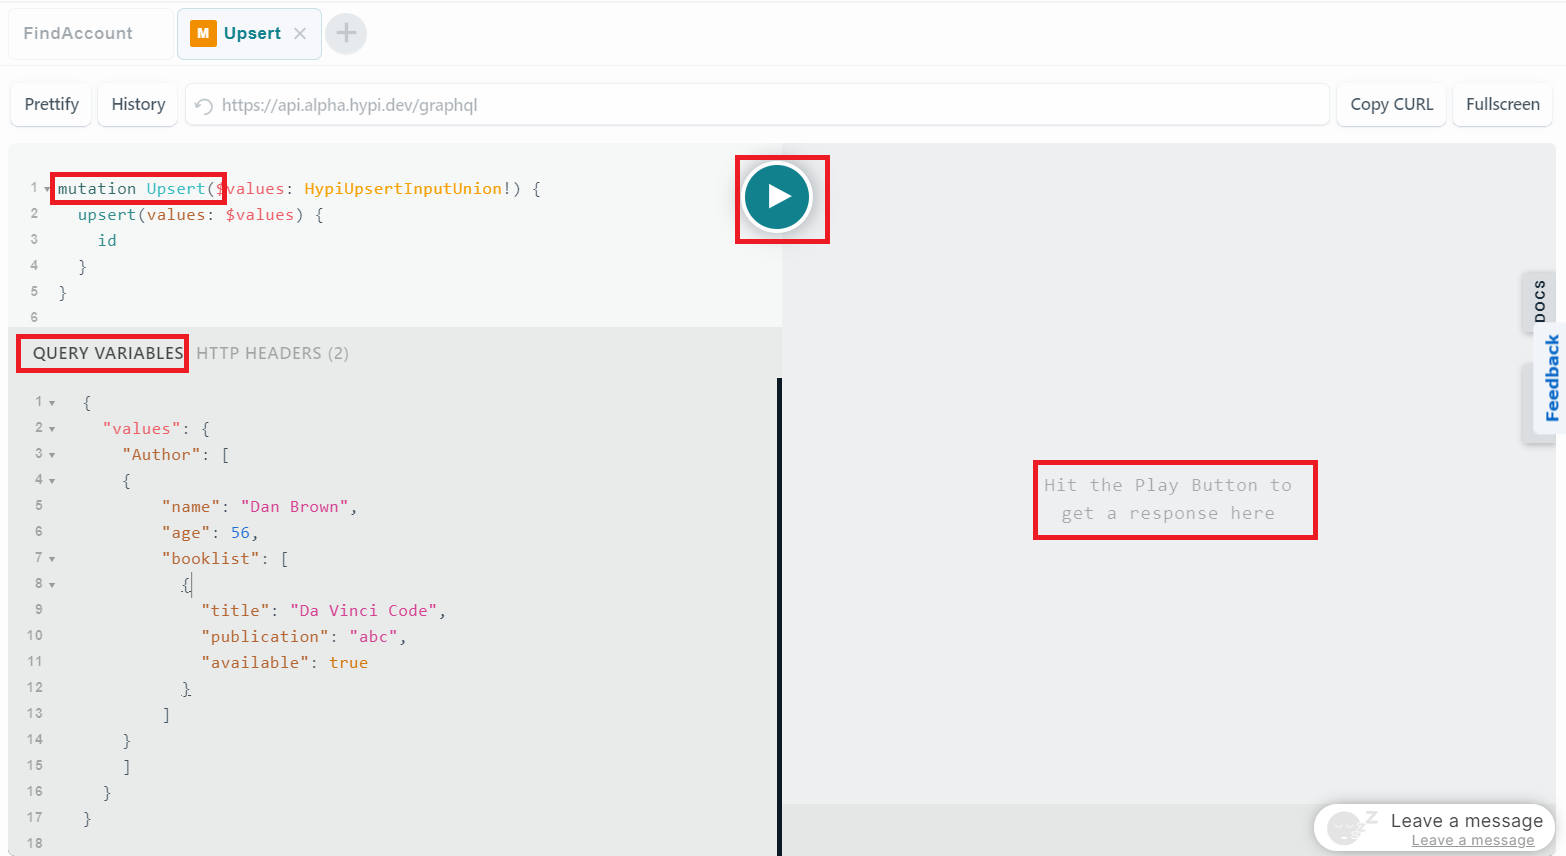 FindAccount
M Upsert
Prettify
History
https://api.alpha.hypi.dev/graphql
Copy CURL
Fullscreen
1 mutation Upsert($values: HypiUpsertInputUnion!) {
2 upsert(values: $values) {
3 id
4 }
5 }
6
QUERY VARIABLES HTTP HEADERS (2)
1 {
2 "values": {
3 "Author": [
4 {
5 "name": "Dan Brown",
6 "age": 56,
7 "booklist": [
8 {
9 "title": "Da Vinci Code",
10 "publication": "abc",
11 "available": true
12 }
13 ]
14 }
15 ]
16 }
17 }
18
Hit the Play Button to
get a response here
DOCS
Feedback
z z Z
Leave a message
Leave a message